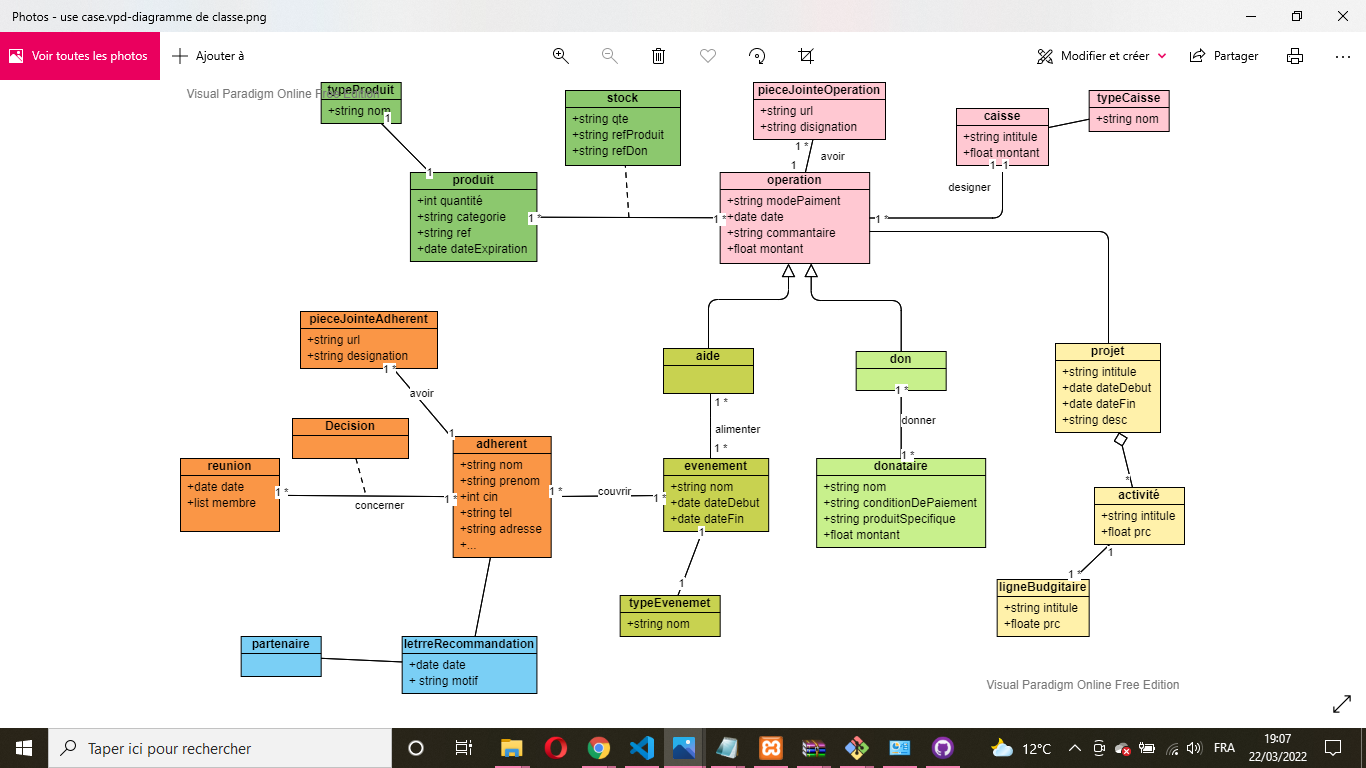 Photos - use case.vpd-diagramme de classe.png
Voir toutes les photos
Ajouter à
Modifier et créer
Partager
Visual Paradigm Online Free Edition
typeProduit
+string nom
1
1
stock
+string qte
+string refProduit
+string refDon
pieceJointeOperation
+string url
+string disignation
1 *
avoir
1
caisse
+string intitule
+float montant
1
1
designer
typeCaisse
+string nom
produit
+int quantité
+string categorie
+string ref
+date dateExpiration
1 *
1 *
operation
+string modePaiment
+date date
+string commantaire
+float montant
1 *
pieceJointeAdherent
+string url
+string designation
1 *
avoir
1
aide
1 *
alimenter
1 *
don
1 *
donner
1 *
projet
+string intitule
+date dateDebut
+date dateFin
+string desc
Decision
reunion
+date date
+list membre
1 *
concerner
1 *
adherent
+string nom
+string prenom
+int cin
+string tel
+string adresse
+...
1 *
couvrir
1 *
evenement
+string nom
+date dateDebut
+date dateFin
1
1
donataire
+string nom
+string conditionDePaiement
+string produitSpecifique
+float montant
*
activité
+string intitule
+float prc
1
1 *
ligneBudgitaire
+string intitule
+floate prc
typeEvenemet
+string nom
partenaire
letrreRecommandation
+date date
+ string motif
Visual Paradigm Online Free Edition
Taper ici pour rechercher
12°C
FRA
19:07
22/03/2022